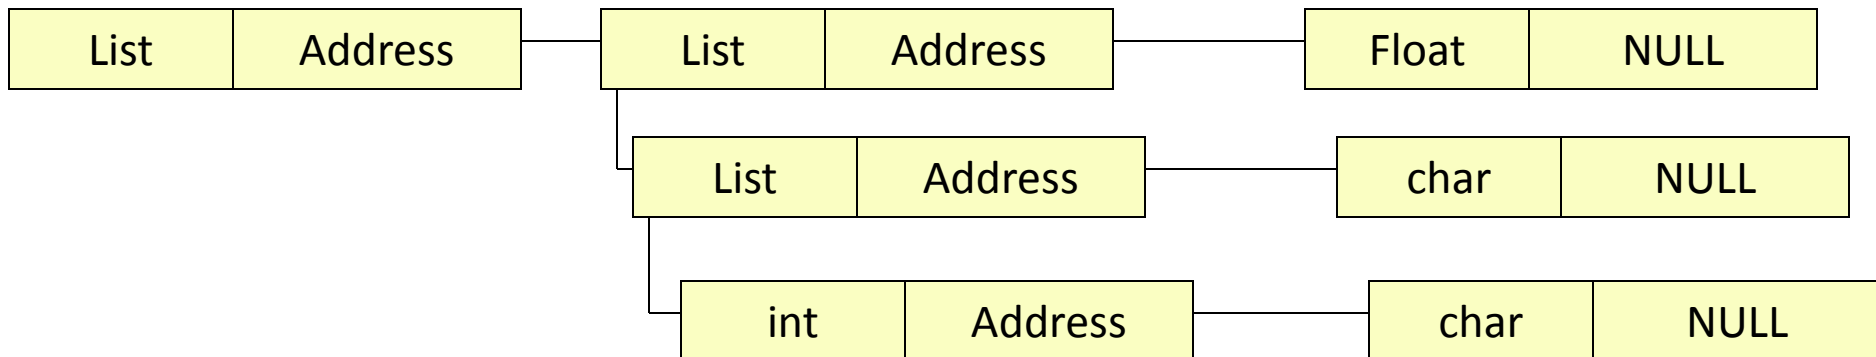 List Address List Address Float NULL
List Address char NULL
int Address char NULL